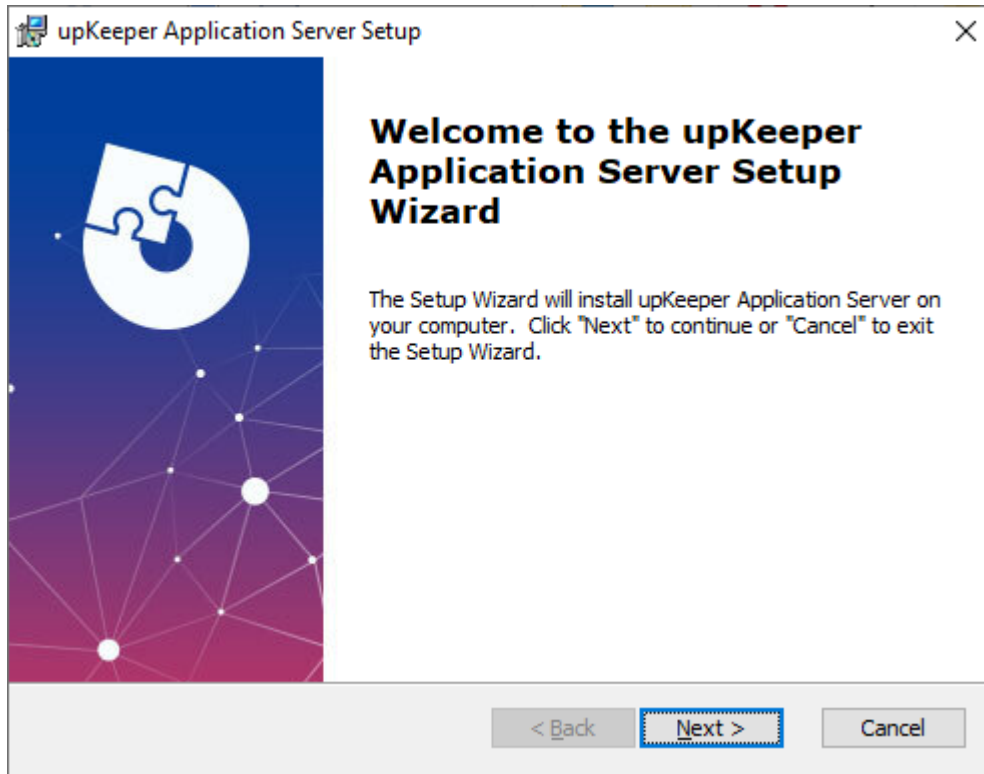 upKeeper Application Server Setup
Welcome to the upKeeper
Application Server Setup
Wizard
The Setup Wizard will install upKeeper Application Server on
your computer.  Click "Next" to continue or "Cancel" to exit
the Setup Wizard.
< Back
Next >
Cancel